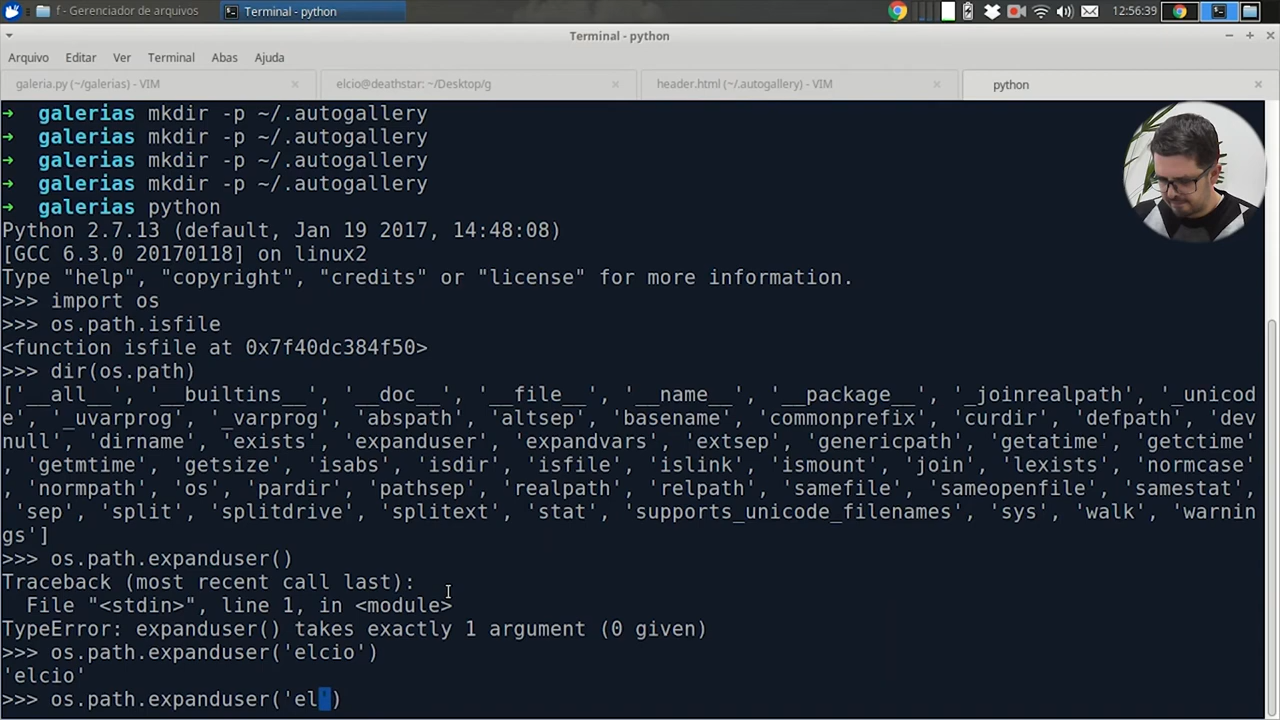 f - Gerenciador de arquivos
Terminal - python
12:56:39
Terminal - python
Arquivo Editar Ver Terminal Abas Ajuda
galeria.py (~/galerias) - VIM
elcio@deathstar: ~/Desktop/g
header.html (~/.autogallery) - VIM
python
➜ galerias mkdir -p ~/.autogallery
➜ galerias mkdir -p ~/.autogallery
➜ galerias mkdir -p ~/.autogallery
➜ galerias mkdir -p ~/.autogallery
➜ galerias python
Python 2.7.13 (default, Jan 19 2017, 14:48:08)
[GCC 6.3.0 20170118] on linux2
Type "help", "copyright", "credits" or "license" for more information.
>>> import os
>>> os.path.isfile
<function isfile at 0x7f40dc384f50>
>>> dir(os.path)
['__all__', '__builtins__', '__doc__', '__file__', '__name__', '__package__', '_joinrealpath', '_unicod
e', '_uvarprog', '_varprog', 'abspath', 'altsep', 'basename', 'commonprefix', 'curdir', 'defpath', 'dev
null', 'dirname', 'exists', 'expanduser', 'expandvars', 'extsep', 'genericpath', 'getatime', 'getctime'
, 'getmtime', 'getsize', 'isabs', 'isdir', 'isfile', 'islink', 'ismount', 'join', 'lexists', 'normcase'
, 'normpath', 'os', 'pardir', 'pathsep', 'realpath', 'relpath', 'samefile', 'sameopenfile', 'samestat',
'sep', 'split', 'splitdrive', 'splitext', 'stat', 'supports_unicode_filenames', 'sys', 'walk', 'warnin
gs']
>>> os.path.expanduser()
Traceback (most recent call last):
File "<stdin>", line 1, in <module>
TypeError: expanduser() takes exactly 1 argument (0 given)
>>> os.path.expanduser('elcio')
'elcio'
>>> os.path.expanduser('el')